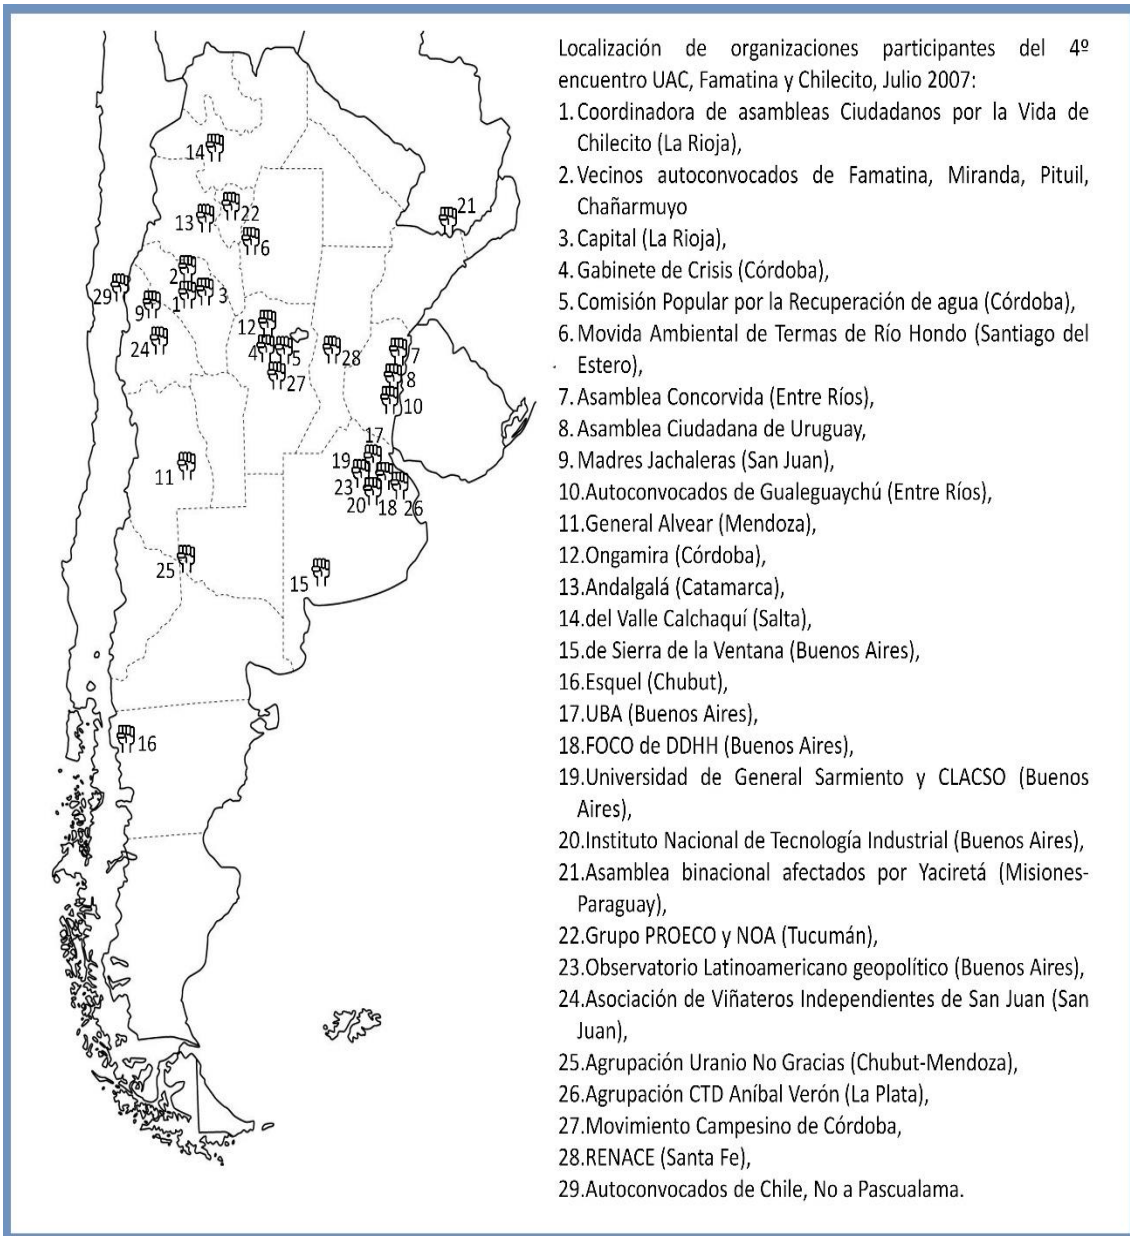 Localización de organizaciones participantes del 4º
encuentro UAC, Famatina y Chilecito, Julio 2007:
1. Coordinadora de asambleas Ciudadanos por la Vida de
Chilecito (La Rioja),
2. Vecinos autoconvocados de Famatina, Miranda, Pituil,
Chañarmuyo
3. Capital (La Rioja),
4. Gabinete de Crisis (Córdoba),
5. Comisión Popular por la Recuperación de agua (Córdoba),
6. Movida Ambiental de Termas de Río Hondo (Santiago del
Estero),
7. Asamblea Concorvida (Entre Ríos),
8. Asamblea Ciudadana de Uruguay,
9. Madres Jachaleras (San Juan),
10.Autoconvocados de Gualeguaychú (Entre Ríos),
11.General Alvear (Mendoza),
12.Ongamira (Córdoba),
13.Andalgalá (Catamarca),
14.del Valle Calchaquí (Salta),
15.de Sierra de la Ventana (Buenos Aires),
16.Esquel (Chubut),
17.UBA (Buenos Aires),
18.FOCO de DDHH (Buenos Aires),
19.Universidad de General Sarmiento y CLACSO (Buenos
Aires),
20.Instituto Nacional de Tecnología Industrial (Buenos Aires),
21.Asamblea binacional afectados por Yaciretá (Misiones-
Paraguay),
22.Grupo PROECO y NOA (Tucumán),
23.Observatorio Latinoamericano geopolítico (Buenos Aires),
24.Asociación de Viñateros Independientes de San Juan (San
Juan),
25.Agrupación Uranio No Gracias (Chubut-Mendoza),
26.Agrupación CTD Aníbal Verón (La Plata),
27.Movimiento Campesino de Córdoba,
28.RENACE (Santa Fe),
29.Autoconvocados de Chile, No a Pascualama.
14
21
13
22
6
2
29
9
1
3
12
24
4
5
28
7
8
27
10
17
19
11
23
20
18
26
25
15
16